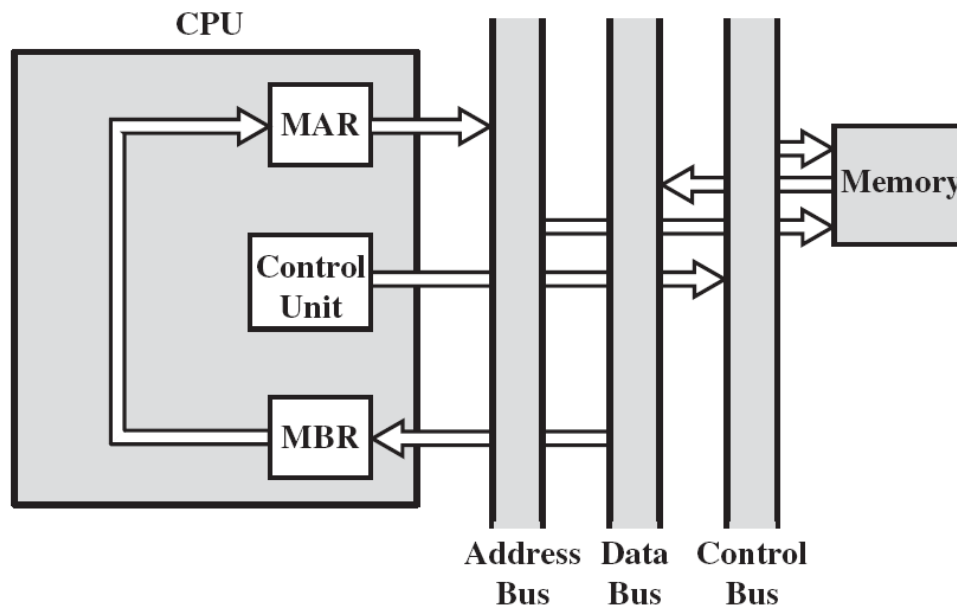 CPU
MAR
Memory
Control
Unit
MBR
Address
Bus
Data
Bus
Control
Bus